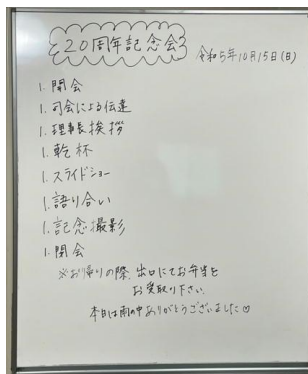 20周年記念会
令和5年10月15日(日)
1. 開会
1. 司会による伝達
1. 理事長挨拶
1. 乾杯
1. スライドショー
1. 語り合い
1. 記念撮影
1. 閉会
※お帰りの際、出口にてお弁当を
お受取り下さい。
本日は雨の中ありがとうございました♡